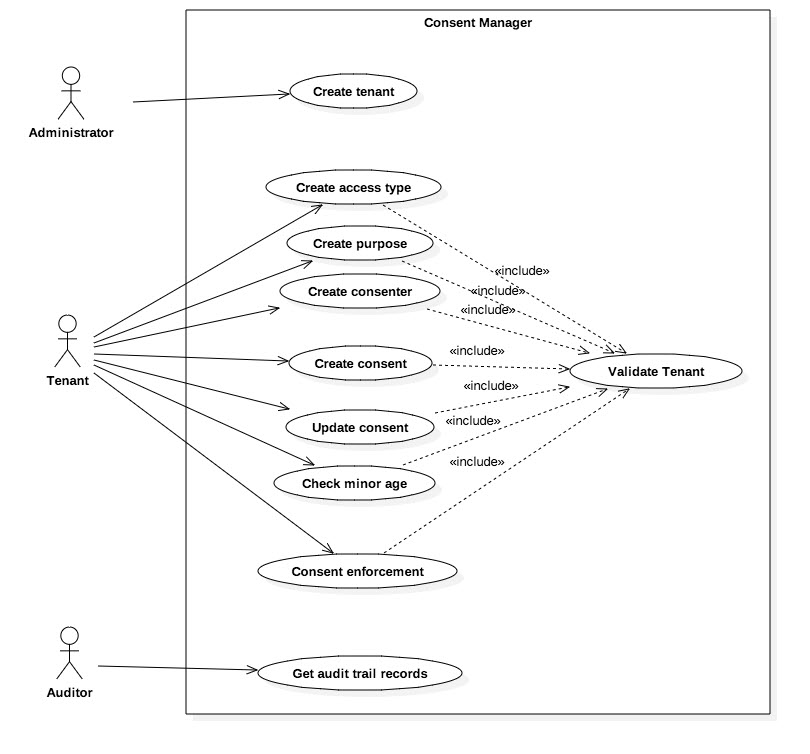 Consent Manager
Create tenant
Administrator
Create access type
Create purpose
«include»
Create consenter
«include»
«include»
Tenant
Create consent
«include»
Validate Tenant
Update consent
«include»
«include»
Check minor age
«include»
Consent enforcement
Auditor
Get audit trail records